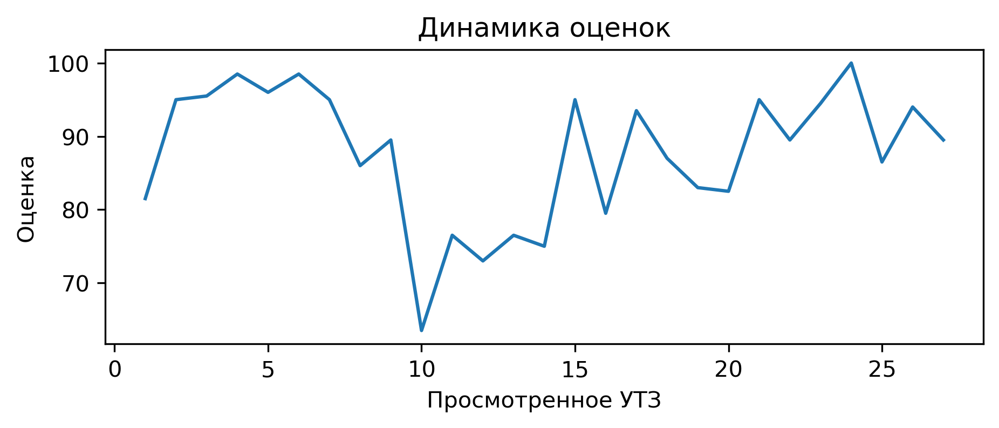 Динамика оценок
Оценка
100
90
80
70
0 5 10 15 20 25
Просмотренное УТЗ